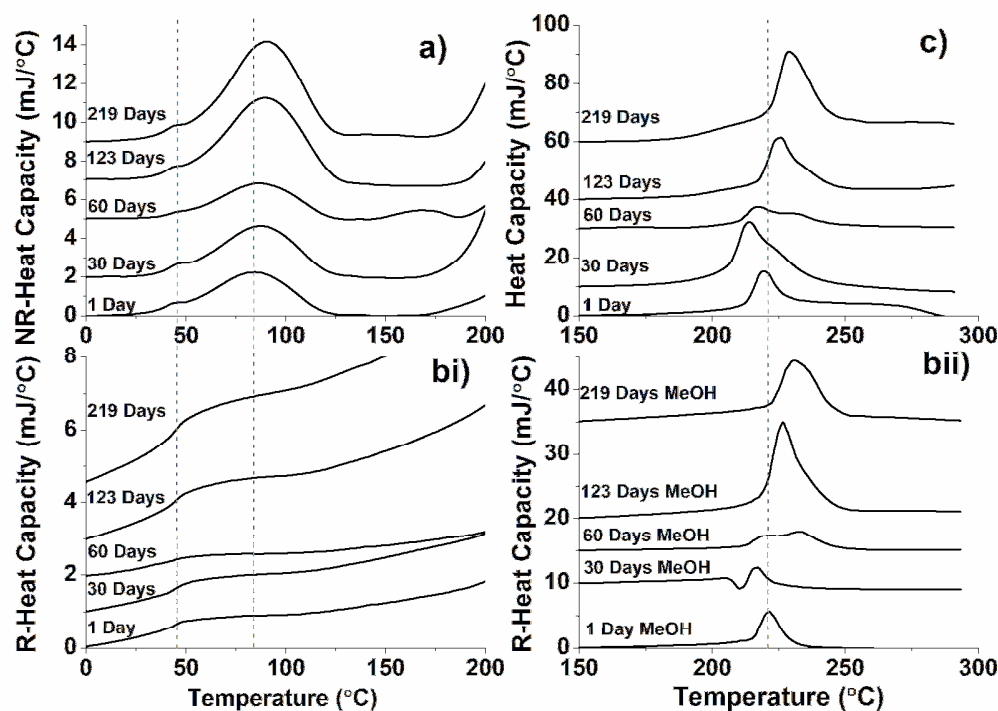 NR-Heat Capacity (mJ/°C)
14
12
10
8
6
4
2
0
a)
219 Days
123 Days
60 Days
30 Days
1 Day
0 50 100 150 200
Heat Capacity (mJ/°C)
100
80
60
40
20
0
c)
219 Days
123 Days
60 Days
30 Days
1 Day
150 200 250 300
R-Heat Capacity (mJ/°C)
8
6
4
2
0
bi)
219 Days
123 Days
60 Days
30 Days
1 Day
0 50 100 150 200
Temperature (°C)
R-Heat Capacity (mJ/°C)
40
30
20
10
0
bii)
219 Days MeOH
123 Days MeOH
60 Days MeOH
30 Days MeOH
1 Day MeOH
150 200 250 300
Temperature (°C)